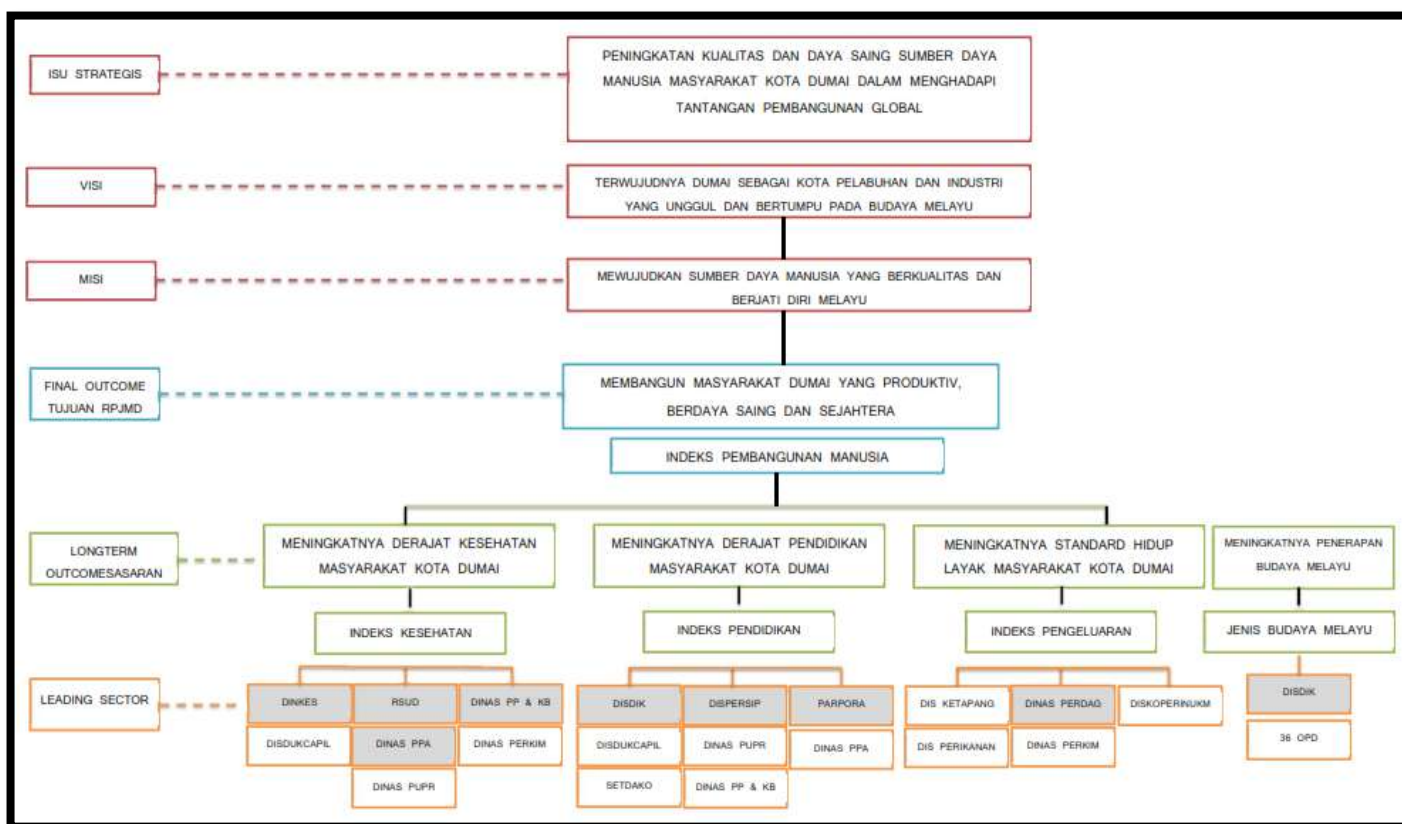 ISU STRATEGIS
PENINGKATAN KUALITAS DAN DAYA SAING SUMBER DAYA
MANUSIA MASYARAKAT KOTA DUMAI DALAM MENGHADAPI
TANTANGAN PEMBANGUNAN GLOBAL
VISI
TERWUJUDNYA DUMAI SEBAGAI KOTA PELABUHAN DAN INDUSTRI
YANG UNGGUL DAN BERTUMPU PADA BUDAYA MELAYU
MISI
MEWUJUDKAN SUMBER DAYA MANUSIA YANG BERKUALITAS DAN
BERJATI DIRI MELAYU
FINAL OUTCOME
TUJUAN RPJMD
MEMBANGUN MASYARAKAT DUMAI YANG PRODUKTIV,
BERDAYA SAING DAN SEJAHTERA
INDEKS PEMBANGUNAN MANUSIA
LONGTERM
OUTCOMESASARAN
MENINGKATNYA DERAJAT KESEHATAN
MASYARAKAT KOTA DUMAI
MENINGKATNYA DERAJAT PENDIDIKAN
MASYARAKAT KOTA DUMAI
MENINGKATNYA STANDARD HIDUP
LAYAK MASYARAKAT KOTA DUMAI
MENINGKATNYA PENERAPAN
BUDAYA MELAYU
INDEKS KESEHATAN
INDEKS PENDIDIKAN
INDEKS PENGELUARAN
JENIS BUDAYA MELAYU
LEADING SECTOR
DINKES
RSUD
DINAS PP & KB
DISDUKCAPIL
DINAS PPA
DINAS PERKIM
DINAS PUPR
DISDIK
DISPERSIP
PARPORA
DISDUKCAPIL
DINAS PUPR
DINAS PPA
SETDAKO
DINAS PP & KB
DIS KETAPANG
DINAS PERDAG
DISKOPERINUKM
DIS PERIKANAN
DINAS PERKIM
DISDIK
36 OPD